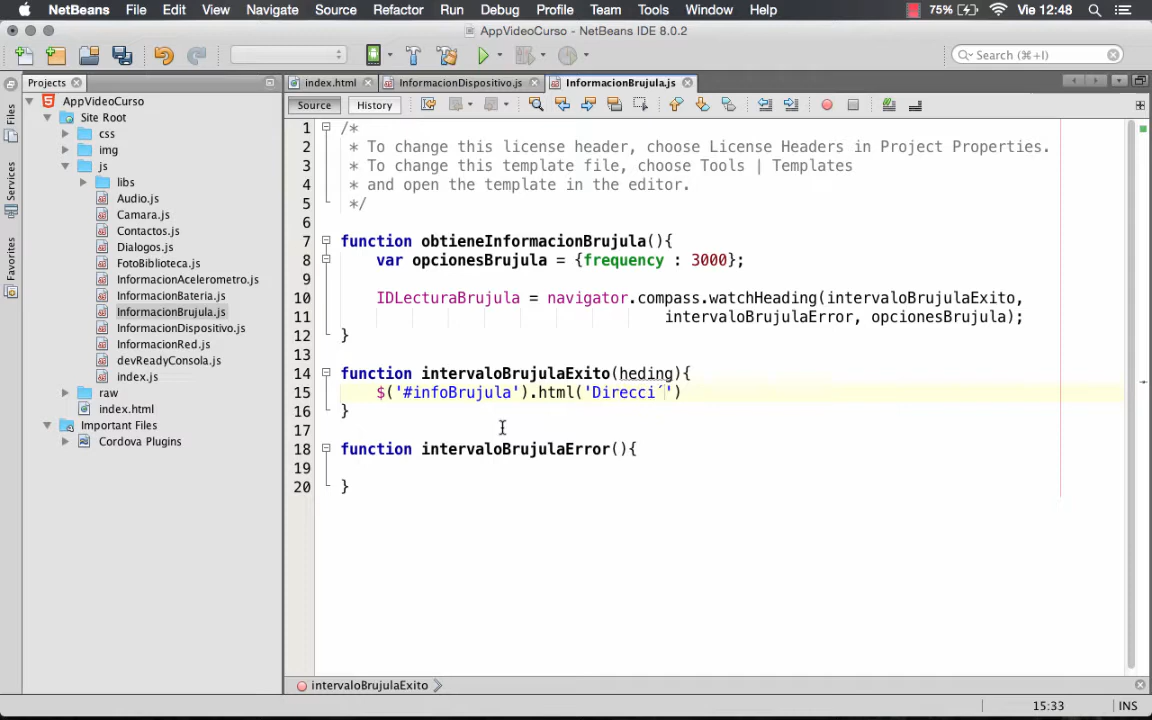 NetBeans File Edit View Navigate Source Refactor Run Debug Profile Team Tools Window Help 75% Vie 12:48
AppVideoCurso - NetBeans IDE 8.0.2
Search (⌘+I)
Projects
index.html InformacionDispositivo.js InformacionBrujula.js
Source History
Files
Services
Favorites
AppVideoCurso
Site Root
css
img
js
libs
Audio.js
Camara.js
Contactos.js
Dialogos.js
FotoBiblioteca.js
InformacionAcelerometro.js
InformacionBateria.js
InformacionBrujula.js
InformacionDispositivo.js
InformacionRed.js
devReadyConsola.js
index.js
raw
index.html
Important Files
Cordova Plugins
1 /*
2 * To change this license header, choose License Headers in Project Properties.
3 * To change this template file, choose Tools | Templates
4 * and open the template in the editor.
5 */
6
7 function obtieneInformacionBrujula(){
8 var opcionesBrujula = {frequency : 3000};
9
10 IDLecturaBrujula = navigator.compass.watchHeading(intervaloBrujulaExito,
11 intervaloBrujulaError, opcionesBrujula);
12 }
13
14 function intervaloBrujulaExito(heding){
15 $('#infoBrujula').html('Direcci´')
16 }
17
18 function intervaloBrujulaError(){
19
20 }
intervaloBrujulaExito
15:33 INS